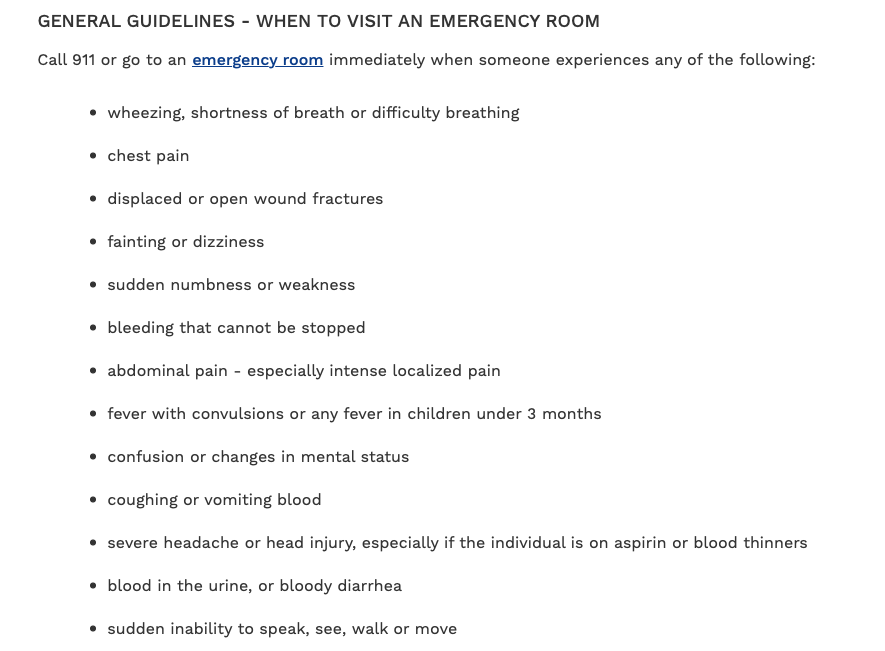 GENERAL GUIDELINES - WHEN TO VISIT AN EMERGENCY ROOM
Call 911 or go to an emergency room immediately when someone experiences any of the following:
• wheezing, shortness of breath or difficulty breathing
• chest pain
• displaced or open wound fractures
• fainting or dizziness
• sudden numbness or weakness
• bleeding that cannot be stopped
• abdominal pain - especially intense localized pain
• fever with convulsions or any fever in children under 3 months
• confusion or changes in mental status
• coughing or vomiting blood
• severe headache or head injury, especially if the individual is on aspirin or blood thinners
• blood in the urine, or bloody diarrhea
• sudden inability to speak, see, walk or move